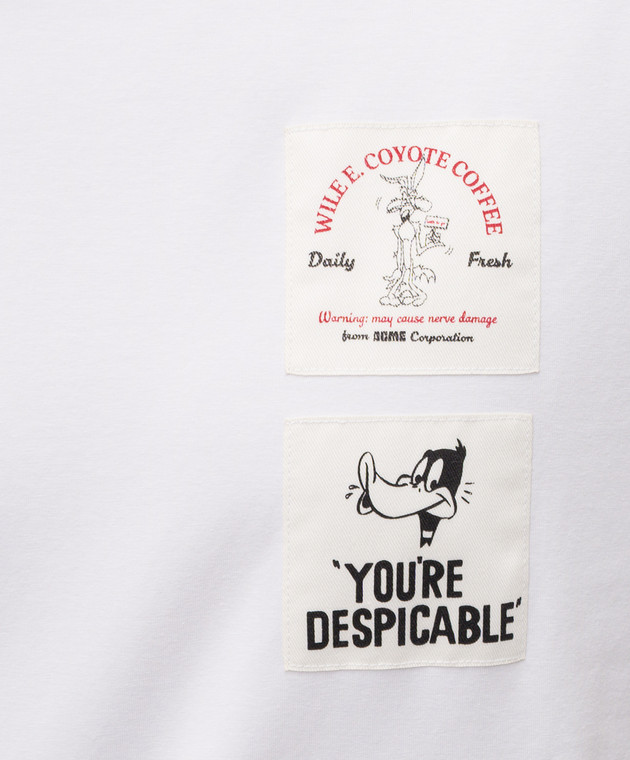 WILE E. COYOTE COFFEE
Daily Fresh
Warning: may cause nerve damage
from ACME Corporation
"YOU'RE
DESPICABLE"